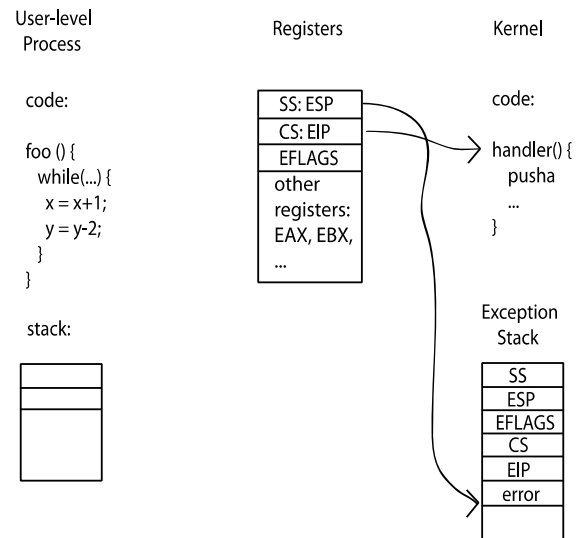 User-level
Process
code:
foo () {
while(...) {
x = x+1;
y = y-2;
}
}
stack:
Registers
SS: ESP
CS: EIP
EFLAGS
other
registers:
EAX, EBX,
...
Kernel
code:
handler() {
pusha
...
}
Exception
Stack
SS
ESP
EFLAGS
CS
EIP
error